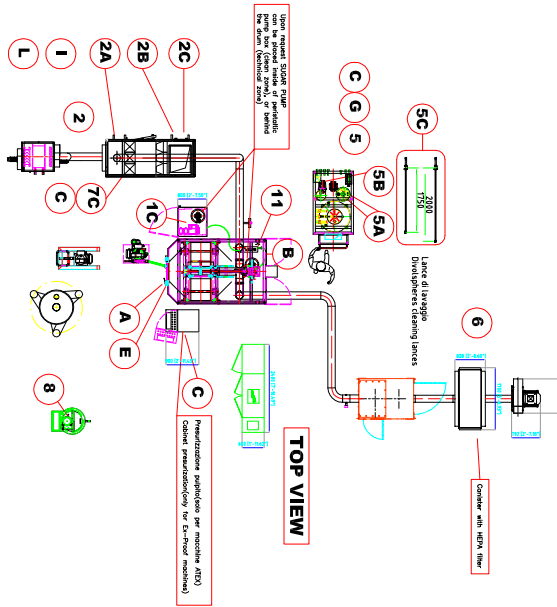 Upon request SUGAR PUMP
can be placed inside of peristaltic
pump box (clean zone), or behind
the drum (technical zone)
L
I
2A
2B
2C
2
C
7C
1C
11
B
A
E
C
8
C
G
5
5C
5B
5A
2000
1750
Lance di lavaggio
Divolspheres cleaning lances
6
Canister with HEPA filter
TOP VIEW
Presurizzazione pulpito(solo per macchine ATEX)
Cabinet presurization(only for Ex-Proof machines)